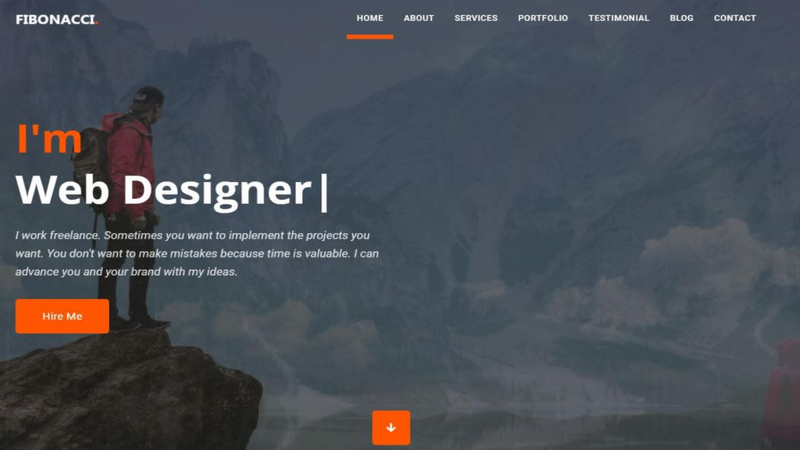 FIBONACCI.
HOME ABOUT SERVICES PORTFOLIO TESTIMONIAL BLOG CONTACT
I'm
Web Designer|
I work freelance. Sometimes you want to implement the projects you
want. You don't want to make mistakes because time is valuable. I can
advance you and your brand with my ideas.
Hire Me